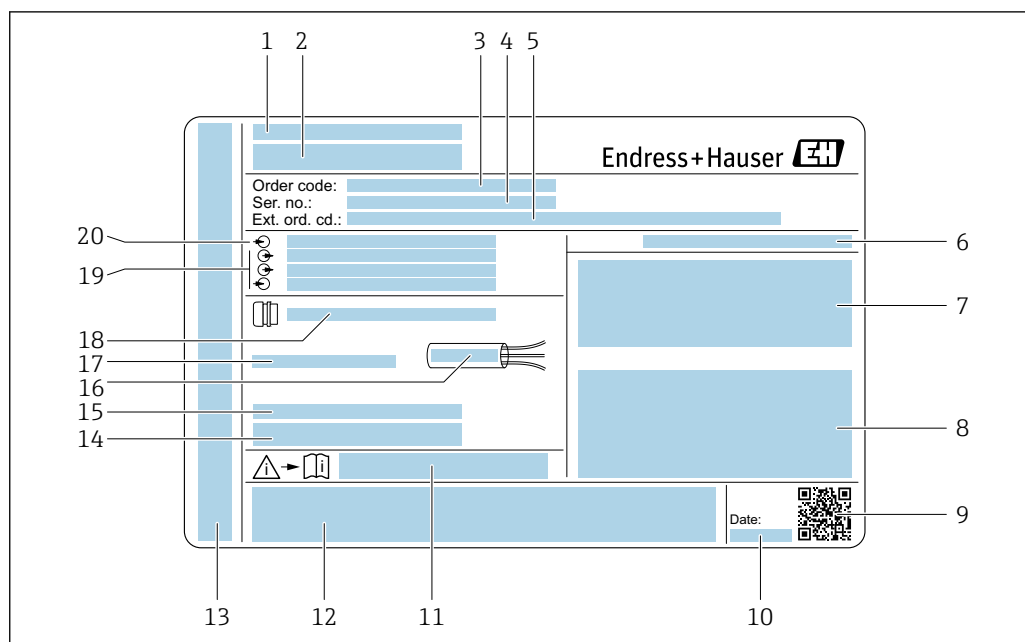 1 2 3 4 5
Endress+Hauser EH
Order code:
Ser. no.:
Ext. ord. cd.:
20
6
19
7
i i
18
17
16
15
14
8
Date:
9
13 12 11 10